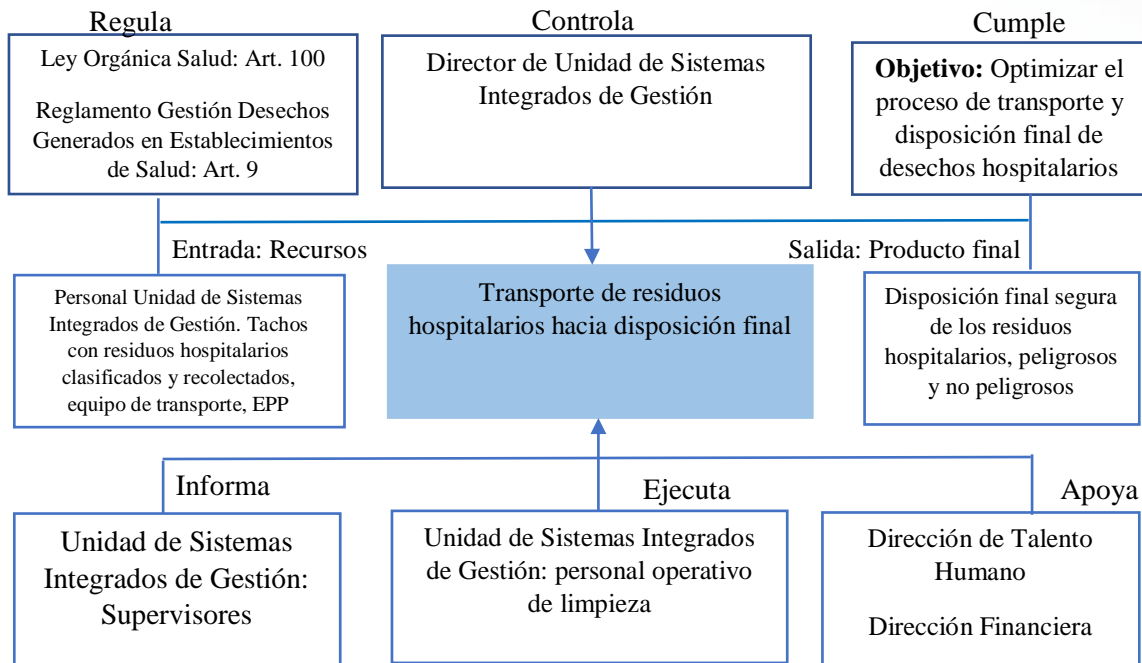 Regula
Ley Orgánica Salud: Art. 100
Reglamento Gestión Desechos
Generados en Establecimientos
de Salud: Art. 9
Controla
Director de Unidad de Sistemas
Integrados de Gestión
Cumple
Objetivo: Optimizar el
proceso de transporte y
disposición final de
desechos hospitalarios
Entrada: Recursos
Personal Unidad de Sistemas
Integrados de Gestión. Tachos
con residuos hospitalarios
clasificados y recolectados,
equipo de transporte, EPP
Transporte de residuos
hospitalarios hacia disposición final
Salida: Producto final
Disposición final segura
de los residuos
hospitalarios, peligrosos
y no peligrosos
Informa
Unidad de Sistemas
Integrados de Gestión:
Supervisores
Ejecuta
Unidad de Sistemas Integrados
de Gestión: personal operativo
de limpieza
Apoya
Dirección de Talento
Humano
Dirección Financiera